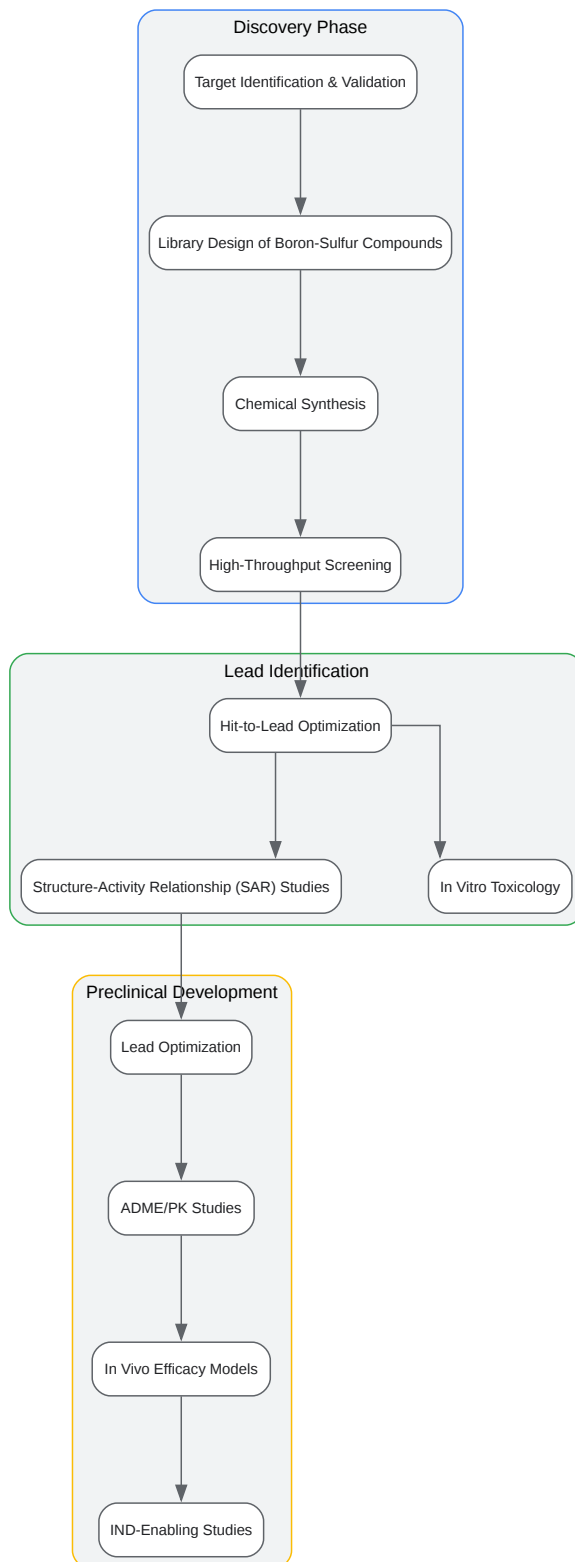 Discovery Phase
Target Identification & Validation
Library Design of Boron-Sulfur Compounds
Chemical Synthesis
High-Throughput Screening
Lead Identification
Hit-to-Lead Optimization
Structure-Activity Relationship (SAR) Studies
In Vitro Toxicology
Preclinical Development
Lead Optimization
ADME/PK Studies
In Vivo Efficacy Models
IND-Enabling Studies